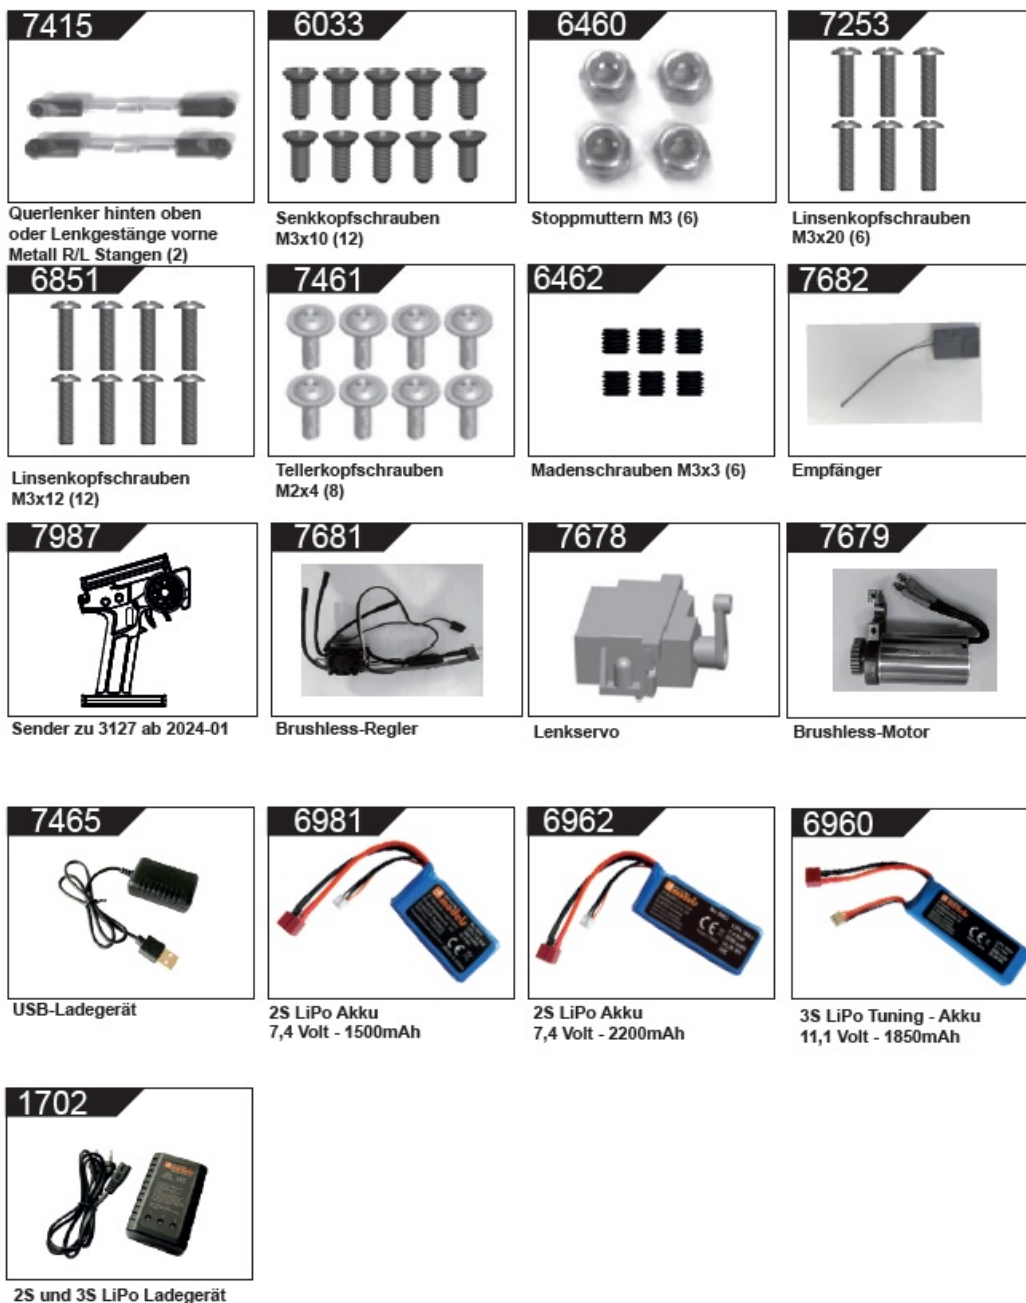 7415
Querlenker hinten oben
oder Lenkgestänge vorne
Metall R/L Stangen (2)
6033
Senkkopfschrauben
M3x10 (12)
6460
Stoppmuttern M3 (6)
7253
Linsenkopfschrauben
M3x20 (6)
6851
Linsenkopfschrauben
M3x12 (12)
7461
Tellerkopfschrauben
M2x4 (8)
6462
Madenschrauben M3x3 (6)
7682
Empfänger
7987
Sender zu 3127 ab 2024-01
7681
Brushless-Regler
7678
Lenkservo
7679
Brushless-Motor
7465
USB-Ladegerät
6981
2S LiPo Akku
7,4 Volt - 1500mAh
6962
2S LiPo Akku
7,4 Volt - 2200mAh
6960
3S LiPo Tuning - Akku
11,1 Volt - 1850mAh
1702
2S und 3S LiPo Ladegerät